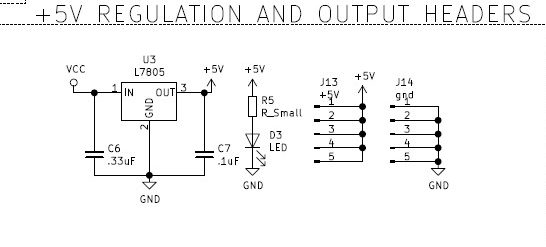 +5V REGULATION AND OUTPUT HEADERS
U3
L7805
VCC
1 IN OUT 3
GND
2
+5V
C6
.33uF
C7
.1uF
GND
+5V
R5
R_Small
D3
LED
GND
J13
+5V
+5V
1
2
3
4
5
J14
gnd
1
2
3
4
5
GND